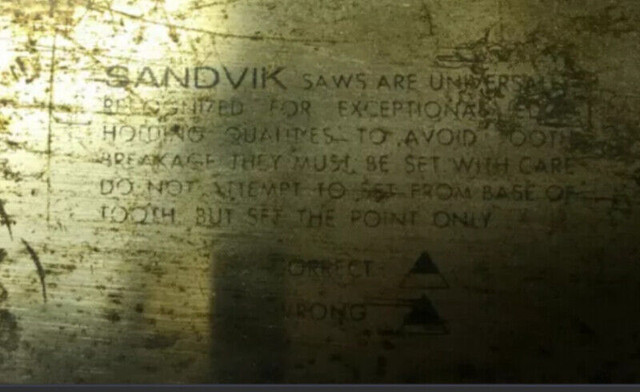 SANDVIK SAWS ARE UNIVERSALLY
RECOGNIZED FOR EXCEPTIONAL EDGE
HOLDING QUALITIES TO AVOID TOOTH
BREAKAGE THEY MUST BE SET WITH CARE
DO NOT ATTEMPT TO SET FROM BASE OF
TOOTH, BUT SET THE POINT ONLY
CORRECT
WRONG